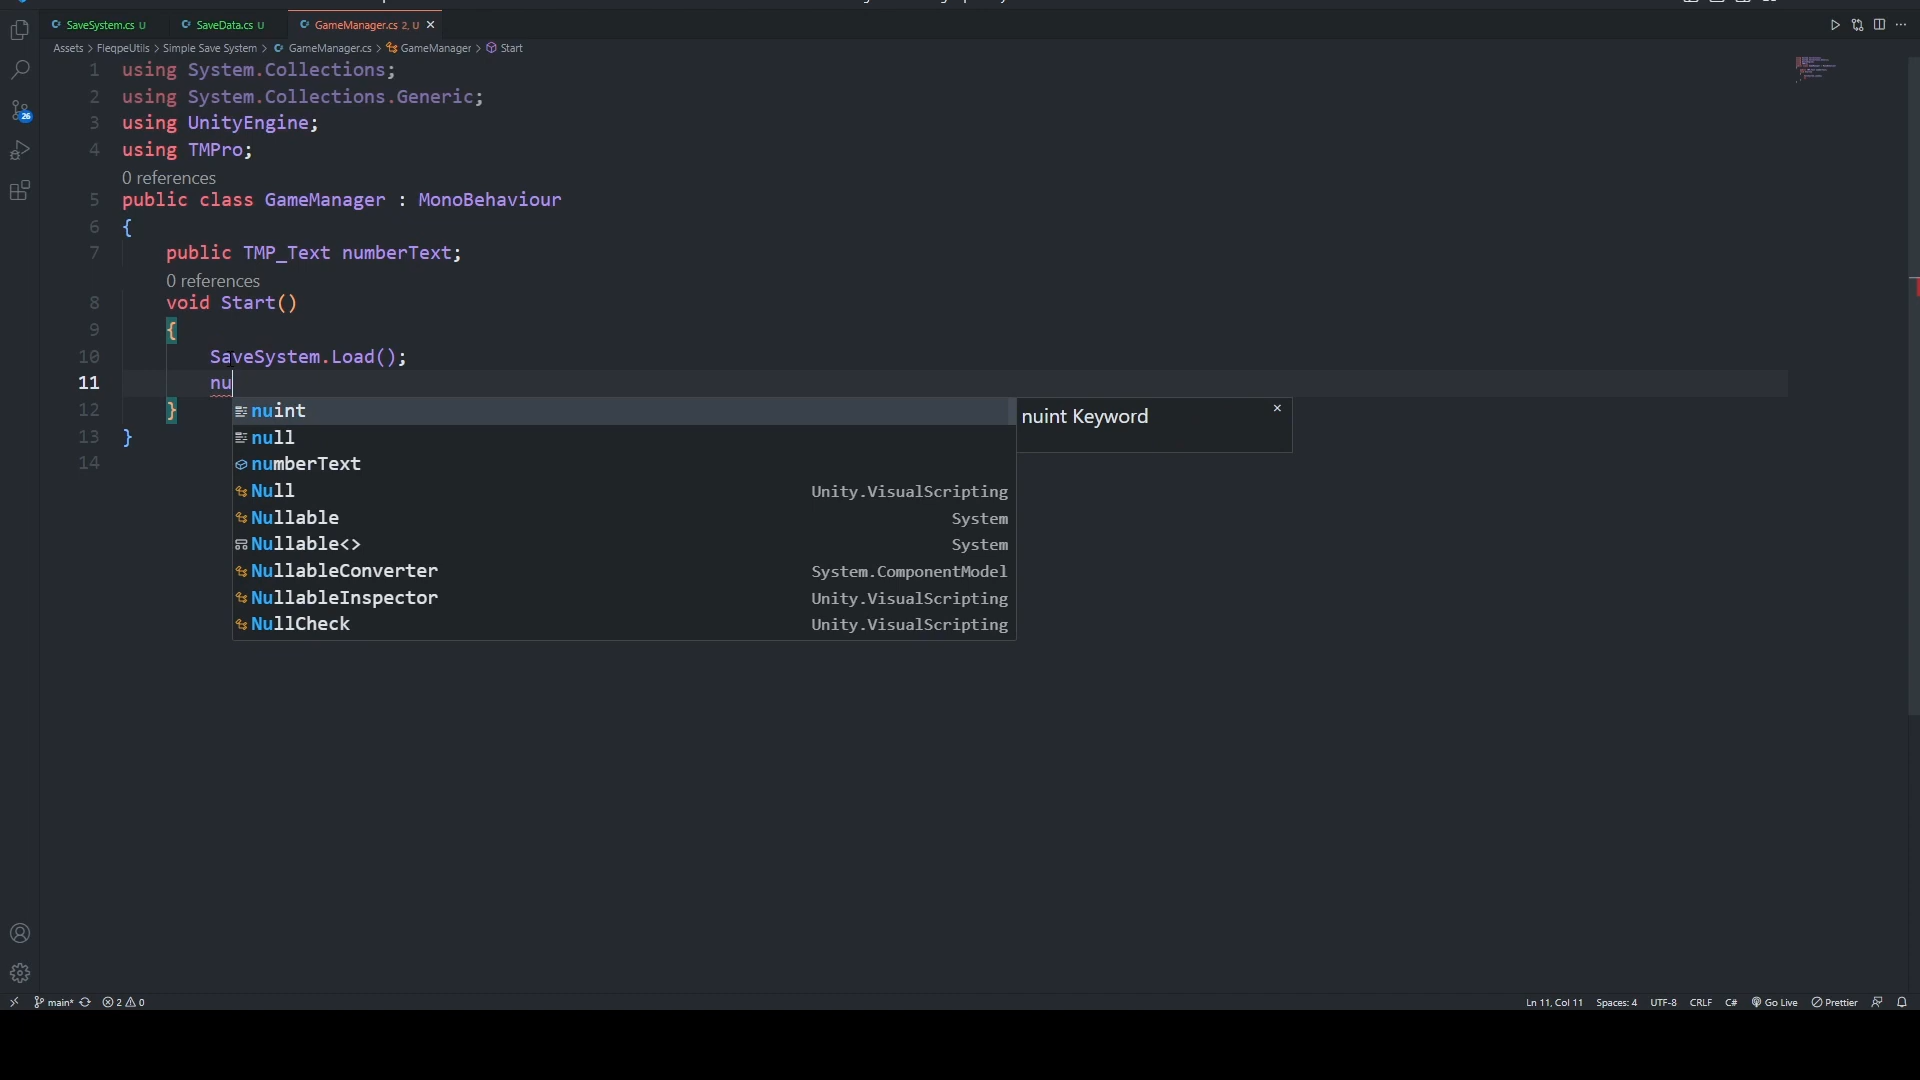 SaveSystem.cs U
SaveData.cs U
GameManager.cs 2, U
Assets > FleqpeUtils > Simple Save System > GameManager.cs > GameManager > Start
1 using System.Collections;
2 using System.Collections.Generic;
3 using UnityEngine;
4 using TMPro;
0 references
5 public class GameManager : MonoBehaviour
6 {
7 public TMP_Text numberText;
0 references
8 void Start()
9 {
10 SaveSystem.Load();
11 nu
12 }
13 }
14
26
nuint
nuint Keyword
null
numberText
Null Unity.VisualScripting
Nullable System
Nullable<> System
NullableConverter System.ComponentModel
NullableInspector Unity.VisualScripting
NullCheck Unity.VisualScripting
main* 2 0
Ln 11, Col 11 Spaces: 4 UTF-8 CRLF C# Go Live Prettier